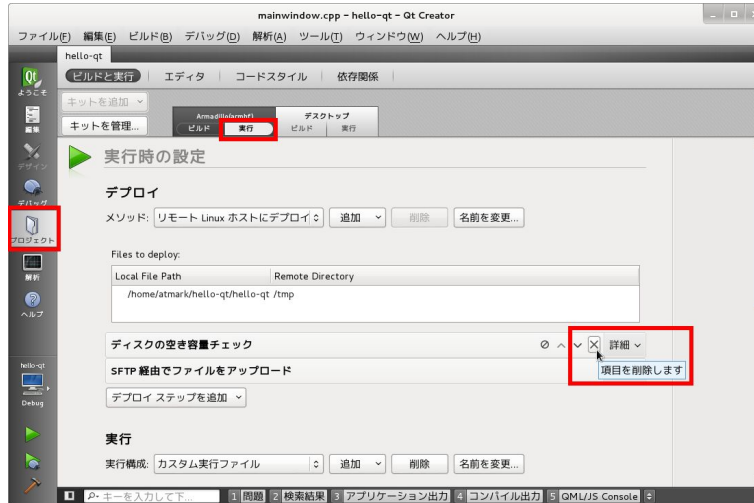 mainwindow.cpp - hello-qt - Qt Creator
ファイル(F) 編集(E) ビルド(B) デバッグ(D) 解析(A) ツール(T) ウィンドウ(W) ヘルプ(H)
hello-qt
ようこそ
編集
デザイン
デバッグ
プロジェクト
解析
ヘルプ
hello-qt
Debug
ビルドと実行 エディタ コードスタイル 依存関係
キットを追加
キットを管理...
Armadillo(armhf)
ビルド 実行
デスクトップ
ビルド 実行
実行時の設定
デプロイ
メソッド: リモート Linux ホストにデプロイ 追加 削除 名前を変更...
Files to deploy:
Local File Path Remote Directory
/home/atmark/hello-qt/hello-qt /tmp
ディスクの空き容量チェック 詳細
項目を削除します
SFTP 経由でファイルをアップロード
デプロイ ステップを追加
実行
実行構成: カスタム実行ファイル 追加 削除 名前を変更...
キーを入力して下... 1 問題 2 検索結果 3 アプリケーション出力 4 コンパイル出力 5 QML/JS Console